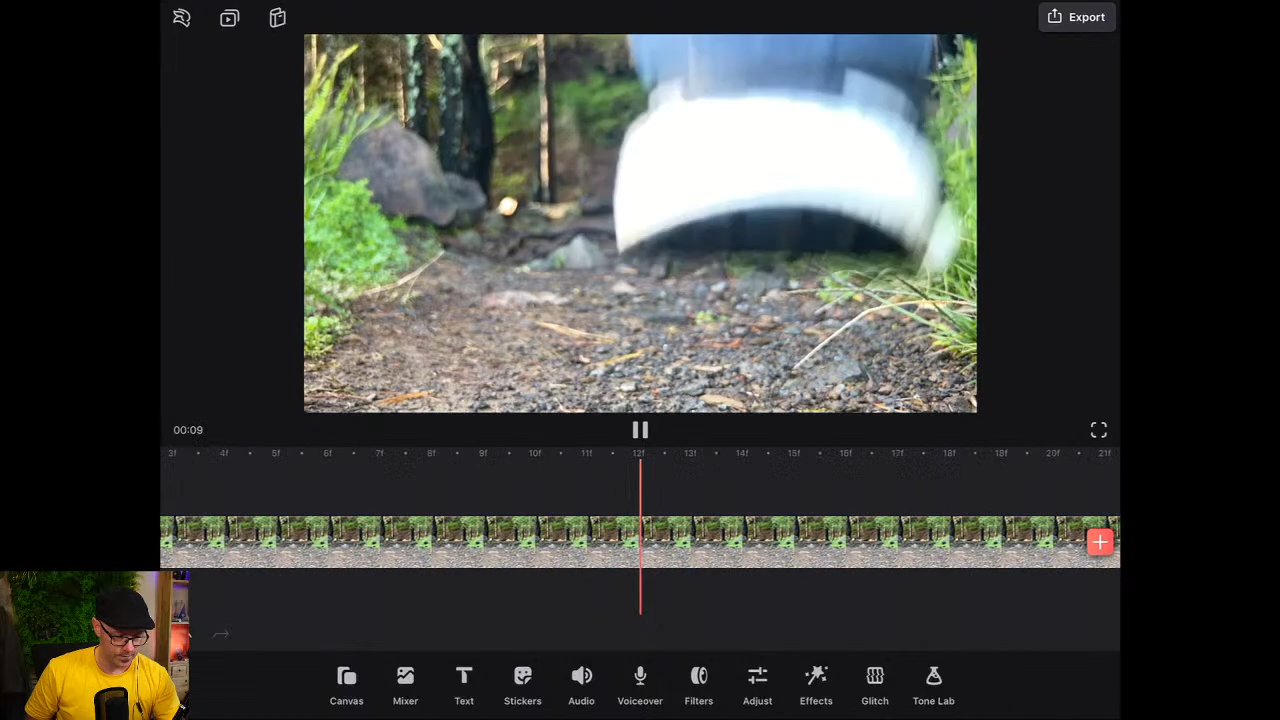 Export
00:09
3f 4f 5f 6f 7f 8f 9f 10f 11f 12f 13f 14f 15f 16f 17f 18f 18f 19f 20f 21f
Canvas Mixer Text Stickers Audio Voiceover Filters Adjust Effects Glitch Tone Lab